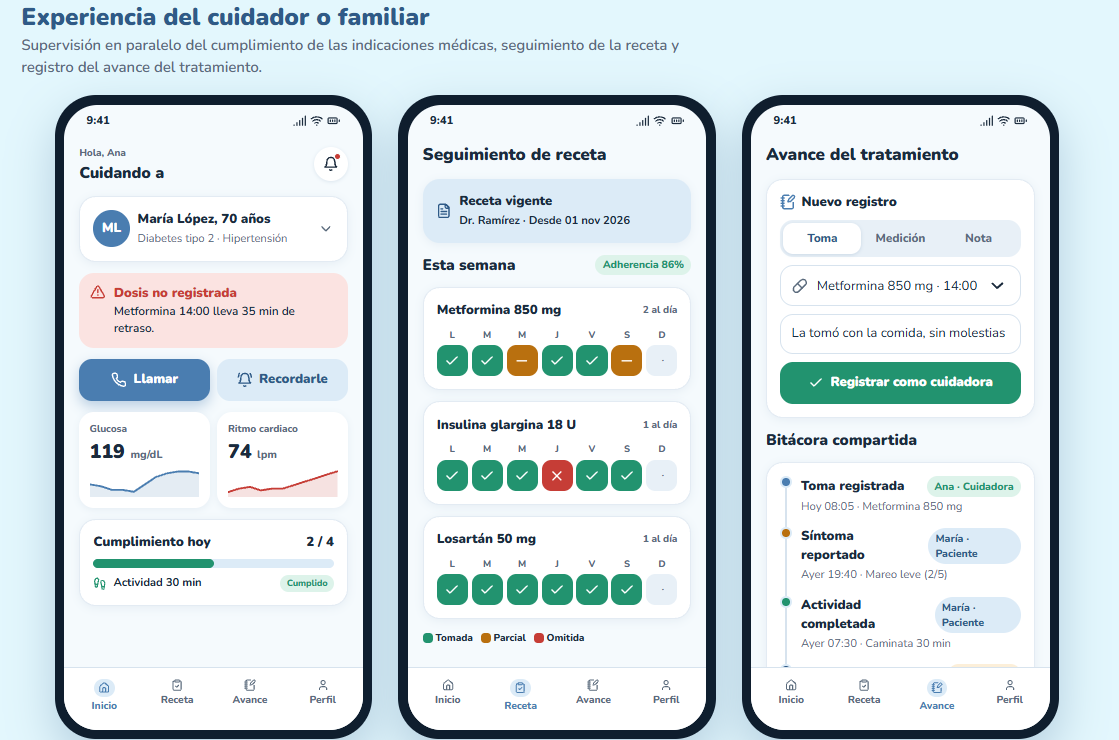 Experiencia del cuidador o familiar
Supervisión en paralelo del cumplimiento de las indicaciones médicas, seguimiento de la receta y
registro del avance del tratamiento.
9:41
Hola, Ana
Cuidando a
ML
María López, 70 años
Diabetes tipo 2 · Hipertensión
Dosis no registrada
Metformina 14:00 lleva 35 min de
retraso.
Llamar
Recordarle
Glucosa
119 mg/dL
Ritmo cardiaco
74 lpm
Cumplimiento hoy
2 / 4
Actividad 30 min
Cumplido
Inicio
Receta
Avance
Perfil
9:41
Seguimiento de receta
Receta vigente
Dr. Ramírez · Desde 01 nov 2026
Esta semana
Adherencia 86%
Metformina 850 mg
2 al día
L M M J V S D
-
Insulina glargina 18 U
1 al día
L M M J V S D
-
Losartán 50 mg
1 al día
L M M J V S D
-
Tomada Parcial Omitida
Inicio
Receta
Avance
Perfil
9:41
Avance del tratamiento
Nuevo registro
Toma
Medición
Nota
Metformina 850 mg · 14:00
La tomó con la comida, sin molestias
Registrar como cuidadora
Bitácora compartida
Toma registrada
Ana · Cuidadora
Hoy 08:05 · Metformina 850 mg
Síntoma
reportado
María ·
Paciente
Ayer 19:40 · Mareo leve (2/5)
Actividad
completada
María ·
Paciente
Ayer 07:30 · Caminata 30 min
Inicio
Receta
Avance
Perfil